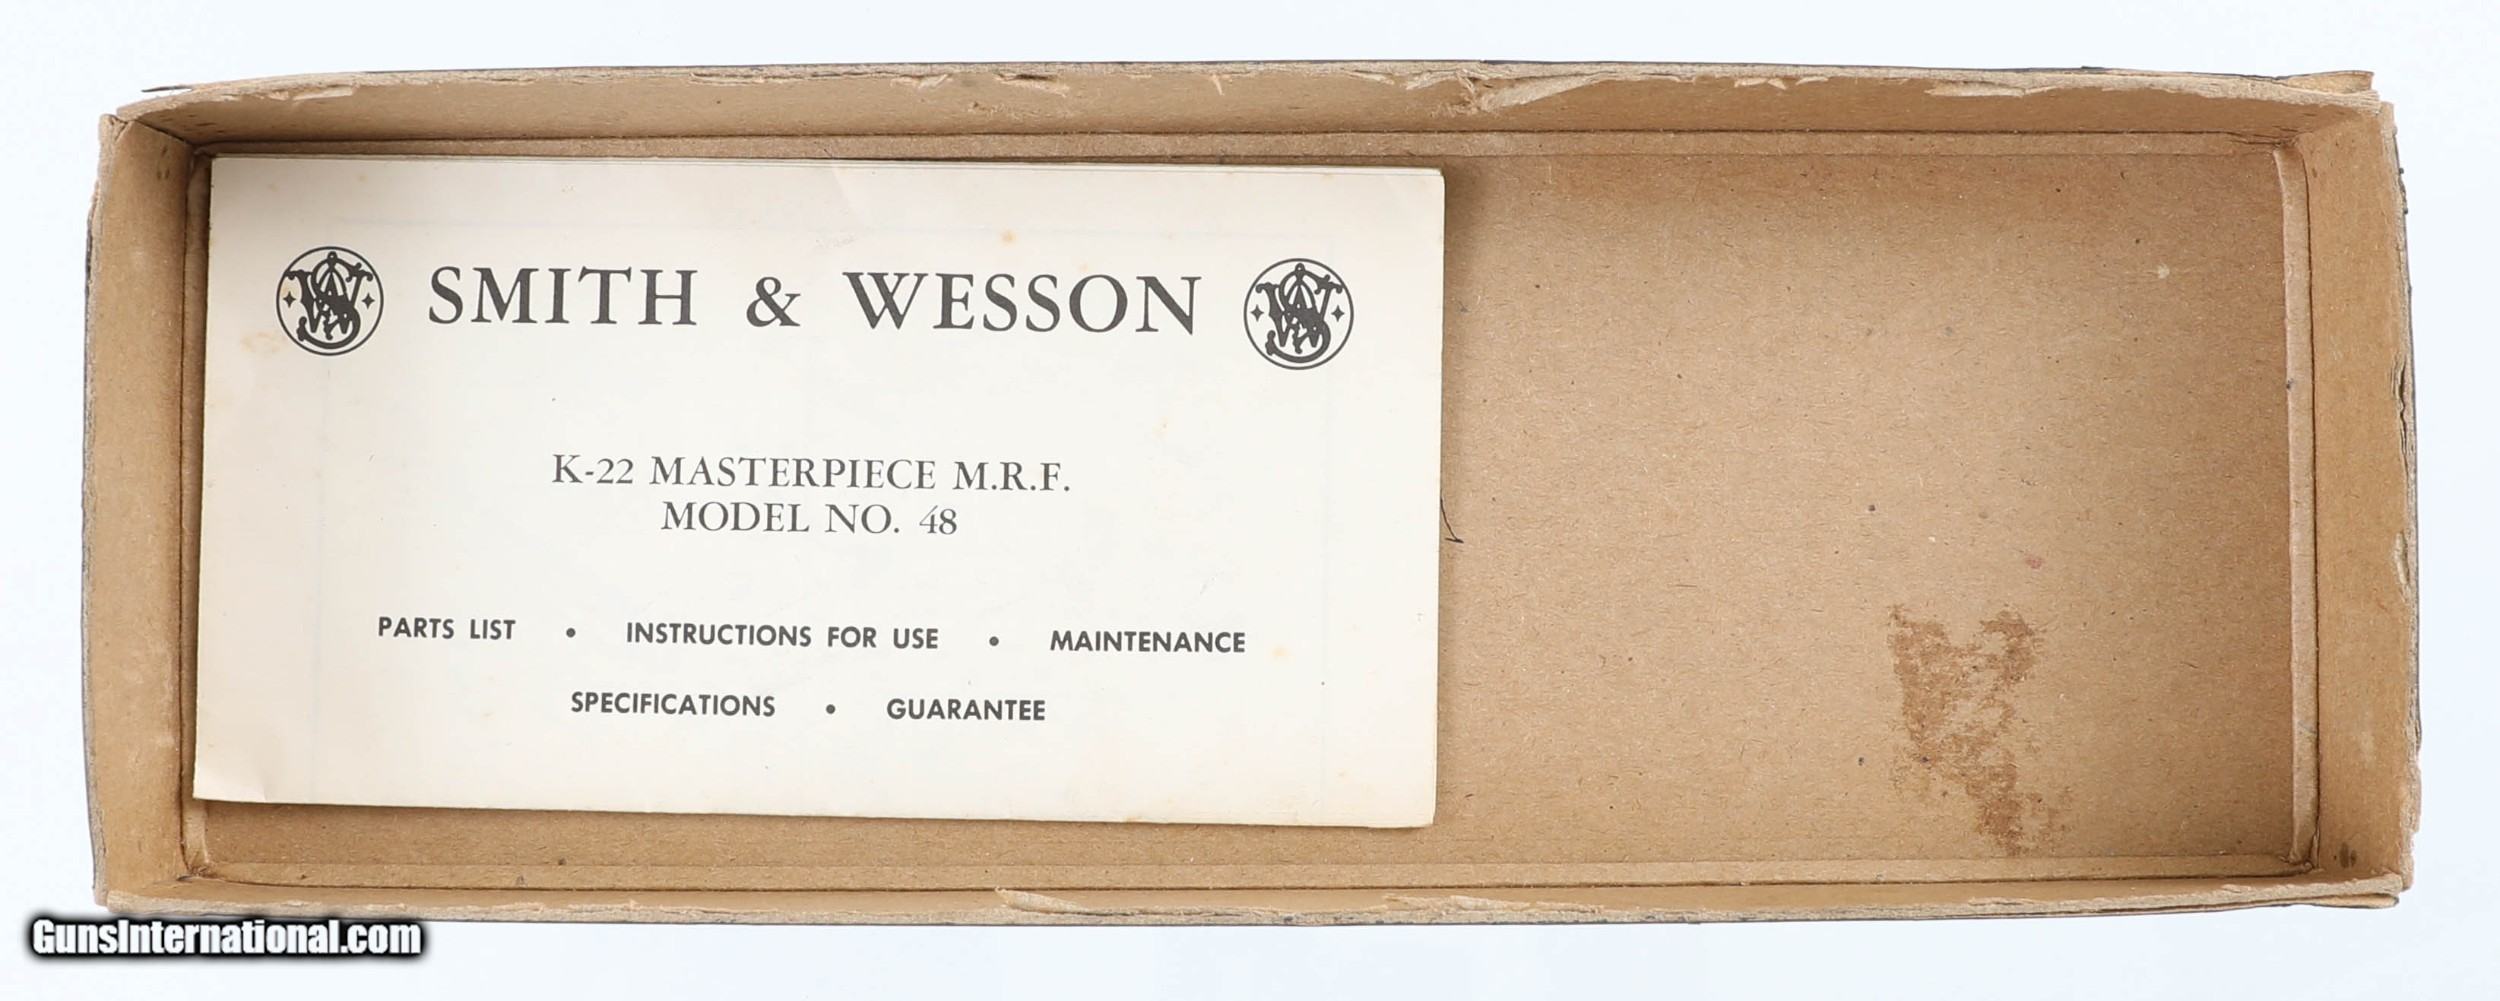 SMITH & WESSON
K-22 MASTERPIECE M.R.F.
MODEL NO. 48
PARTS LIST • INSTRUCTIONS FOR USE • MAINTENANCE
SPECIFICATIONS • GUARANTEE
GunsInternational.com